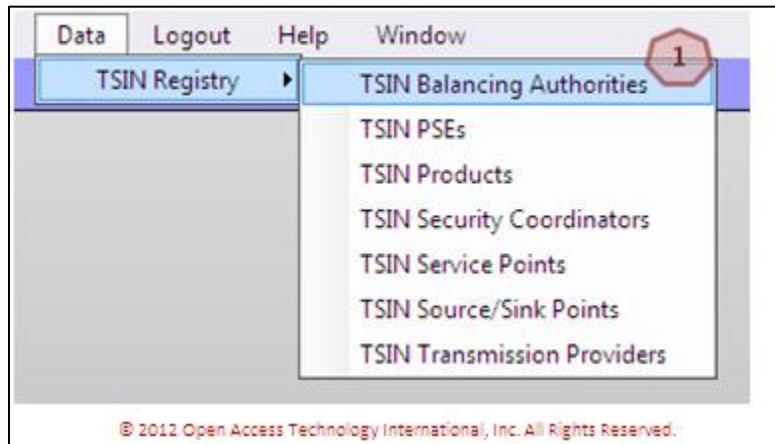 Data Logout Help Window
1
TSIN Registry
TSIN Balancing Authorities
TSIN PSEs
TSIN Products
TSIN Security Coordinators
TSIN Service Points
TSIN Source/Sink Points
TSIN Transmission Providers
© 2012 Open Access Technology International, Inc. All Rights Reserved.